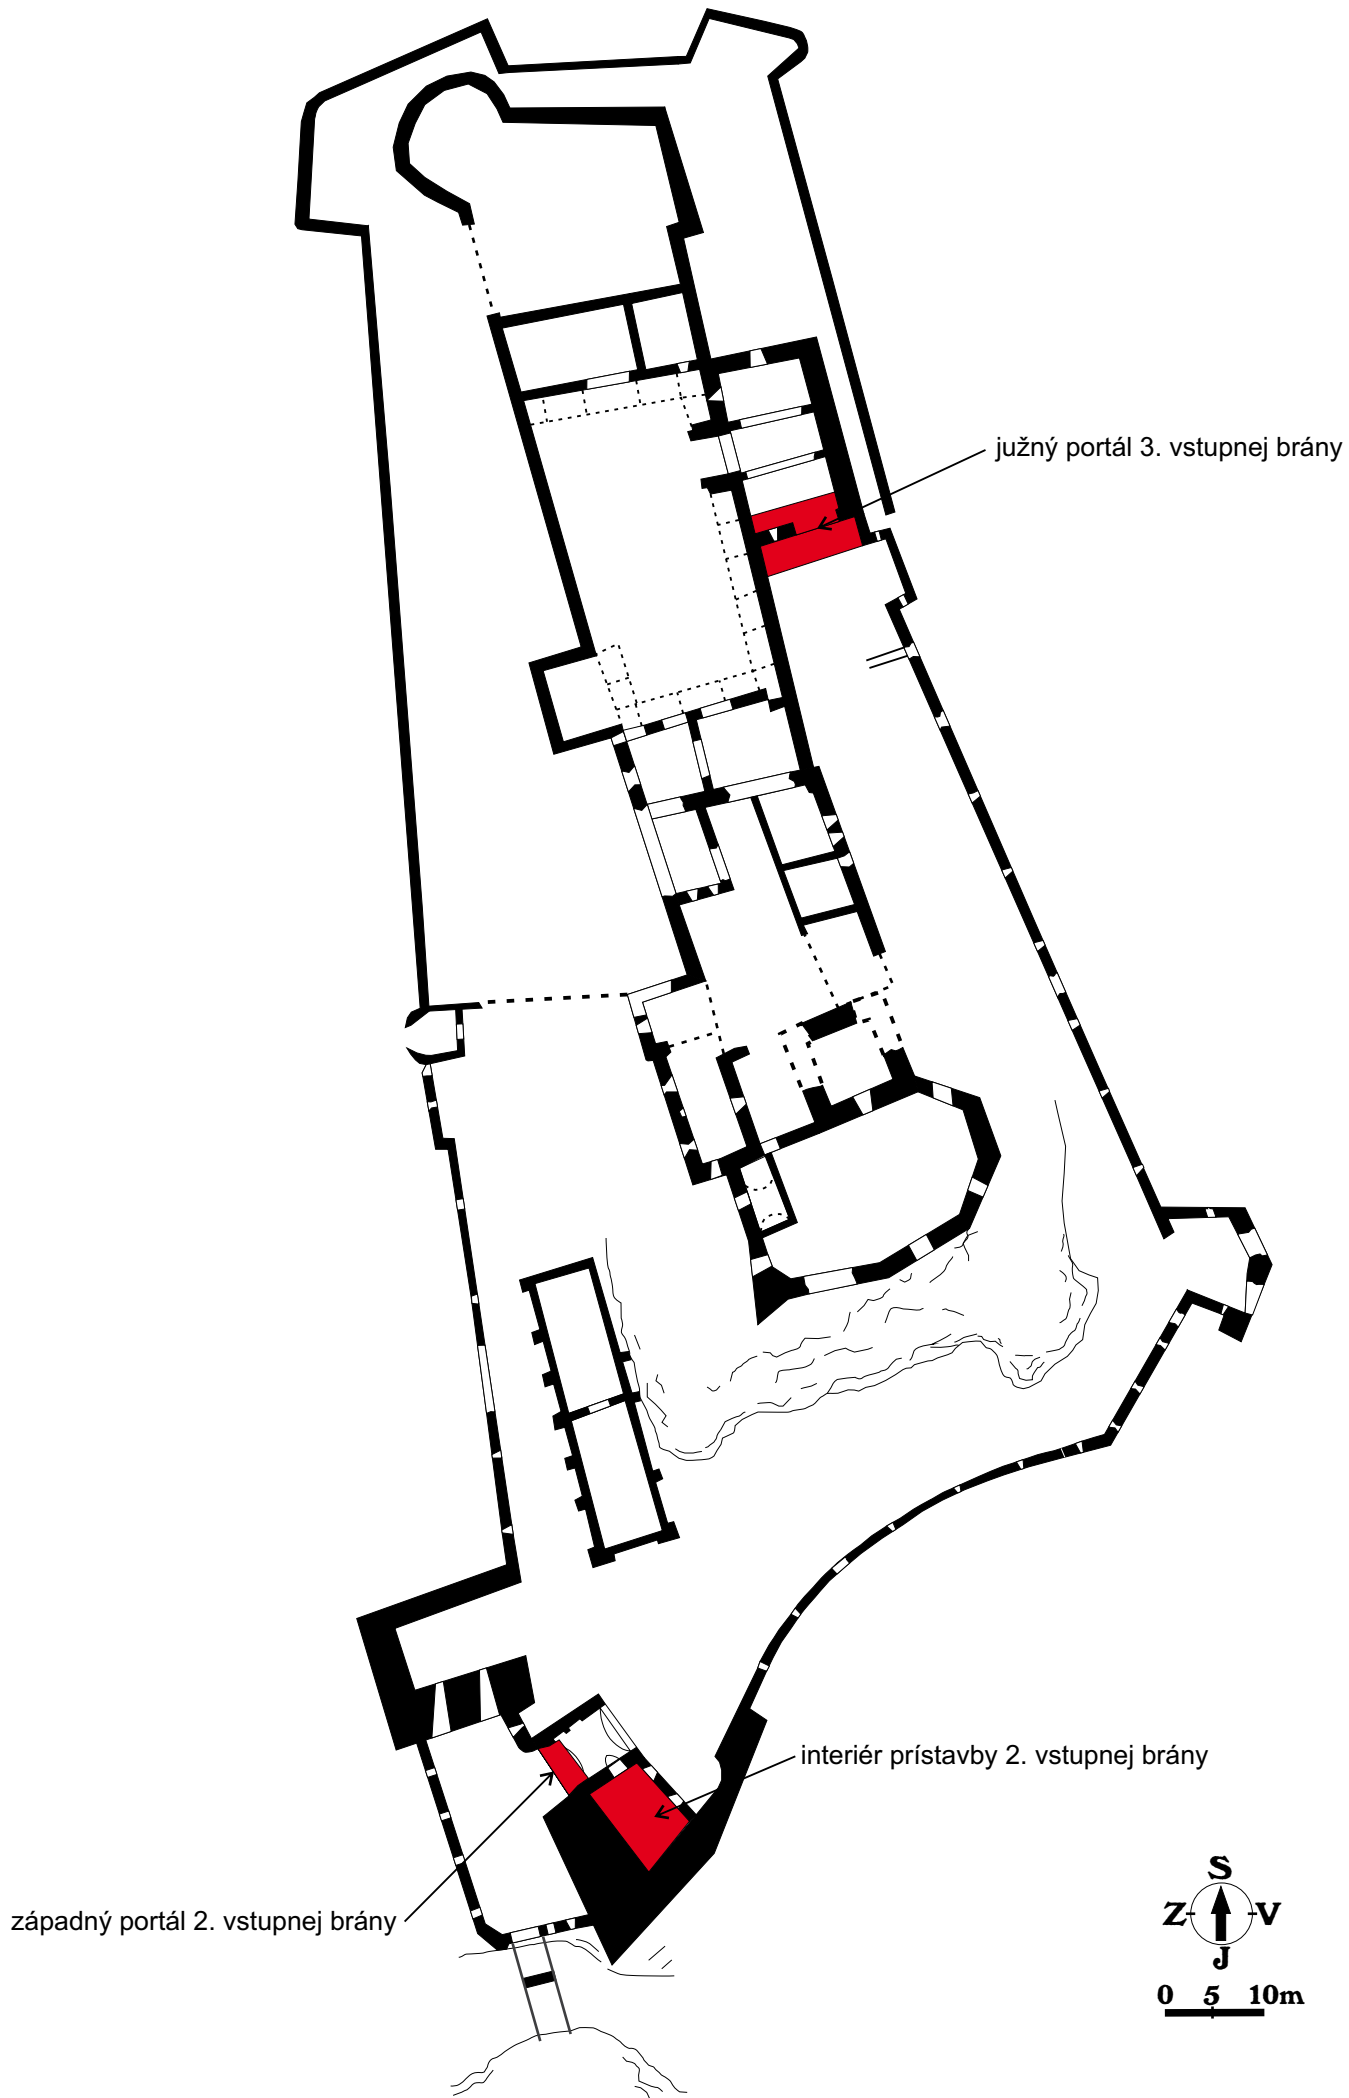 južný portál 3. vstupnej brány
interiér prístavby 2. vstupnej brány
západný portál 2. vstupnej brány
S
Z V
J
0 5 10m